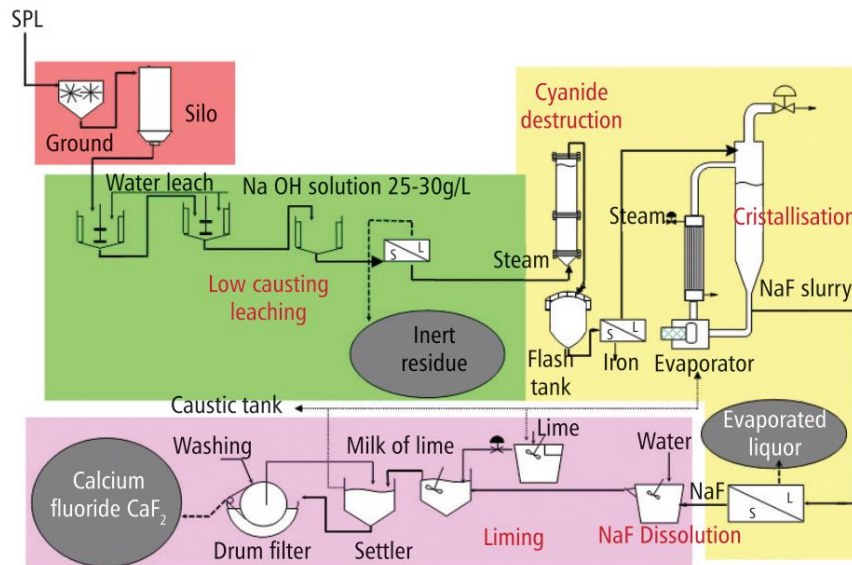 SPL
Ground
Silo
Water leach
Na OH solution 25-30g/L
Low causting
leaching
S
L
Inert
residue
Cyanide
destruction
Steam
Flash
tank
S
L
Iron
Steam
Cristallisation
Evaporator
NaF slurry
Caustic tank
Evaporated
liquor
Calcium
fluoride CaF₂
Washing
Drum filter
Milk of lime
Settler
Lime
Liming
Water
NaF Dissolution
NaF
S
L